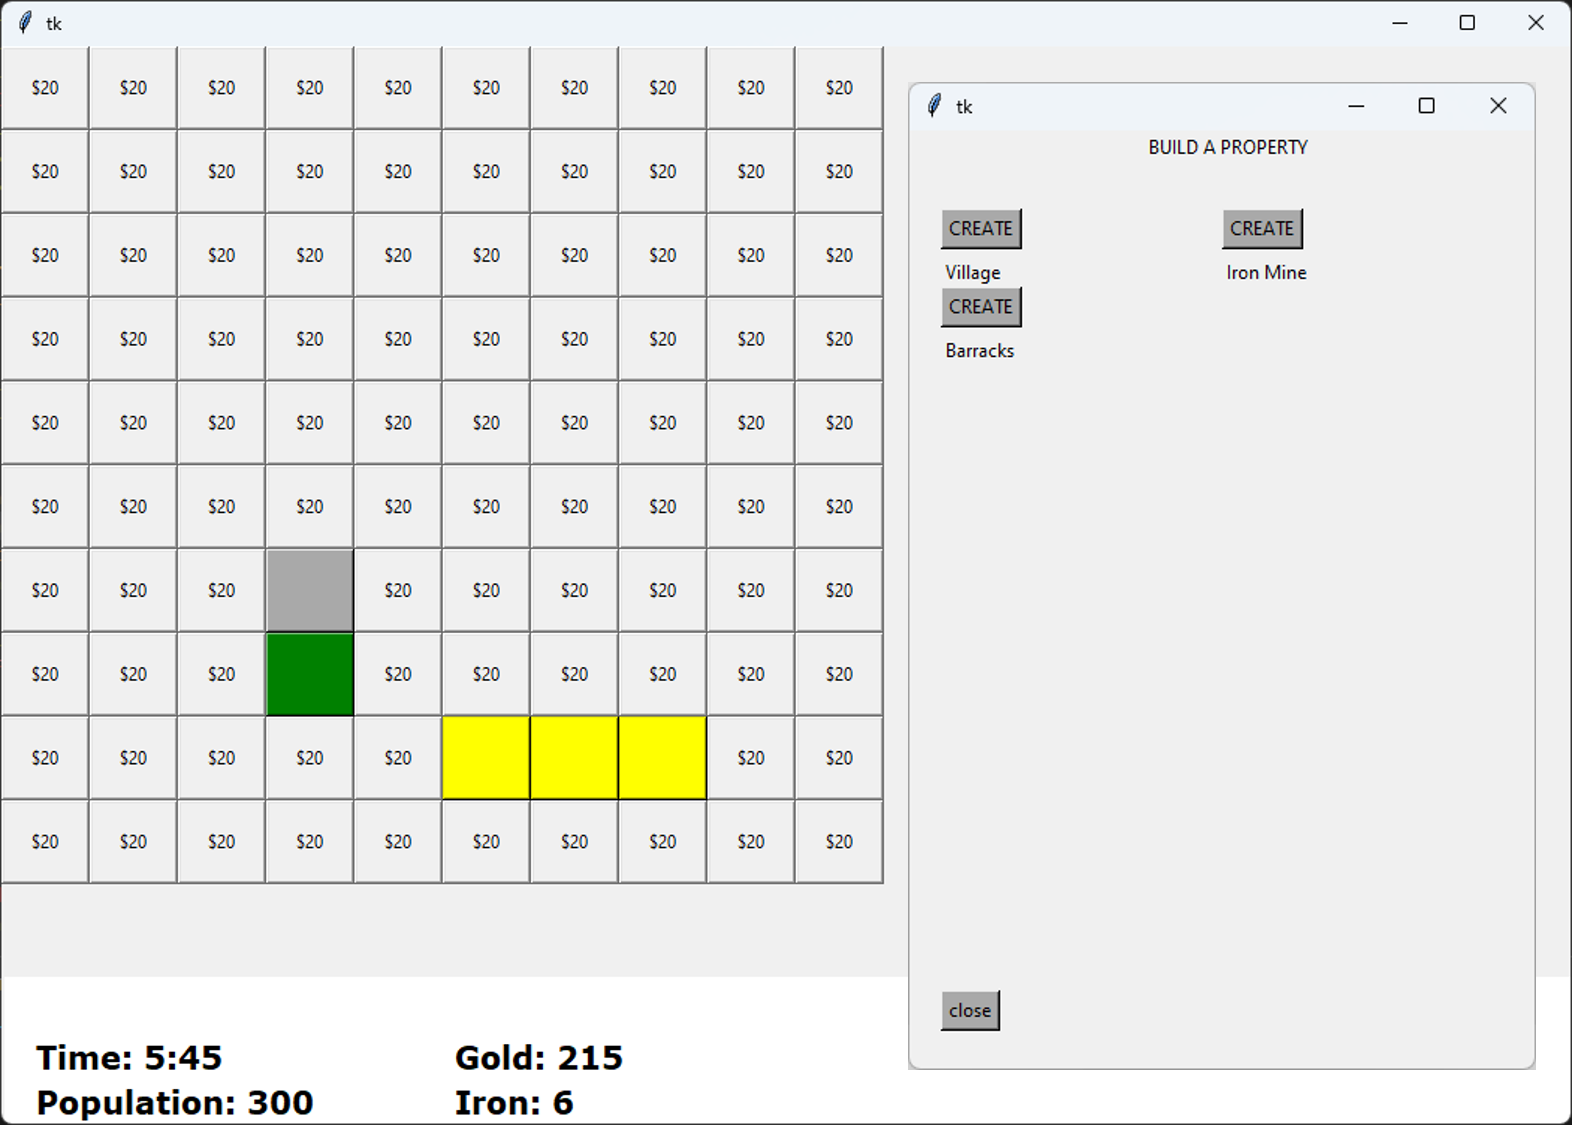 tk
$20 $20 $20 $20 $20 $20 $20 $20 $20 $20
$20 $20 $20 $20 $20 $20 $20 $20 $20 $20
$20 $20 $20 $20 $20 $20 $20 $20 $20 $20
$20 $20 $20 $20 $20 $20 $20 $20 $20 $20
$20 $20 $20 $20 $20 $20 $20 $20 $20 $20
$20 $20 $20 $20 $20 $20 $20 $20 $20 $20
$20 $20 $20 $20 $20 $20 $20 $20 $20
$20 $20 $20 $20 $20 $20 $20 $20 $20
$20 $20 $20 $20 $20 $20 $20
$20 $20 $20 $20 $20 $20 $20 $20 $20 $20
tk
BUILD A PROPERTY
CREATE CREATE
Village Iron Mine
CREATE
Barracks
close
Time: 5:45 Gold: 215
Population: 300 Iron: 6